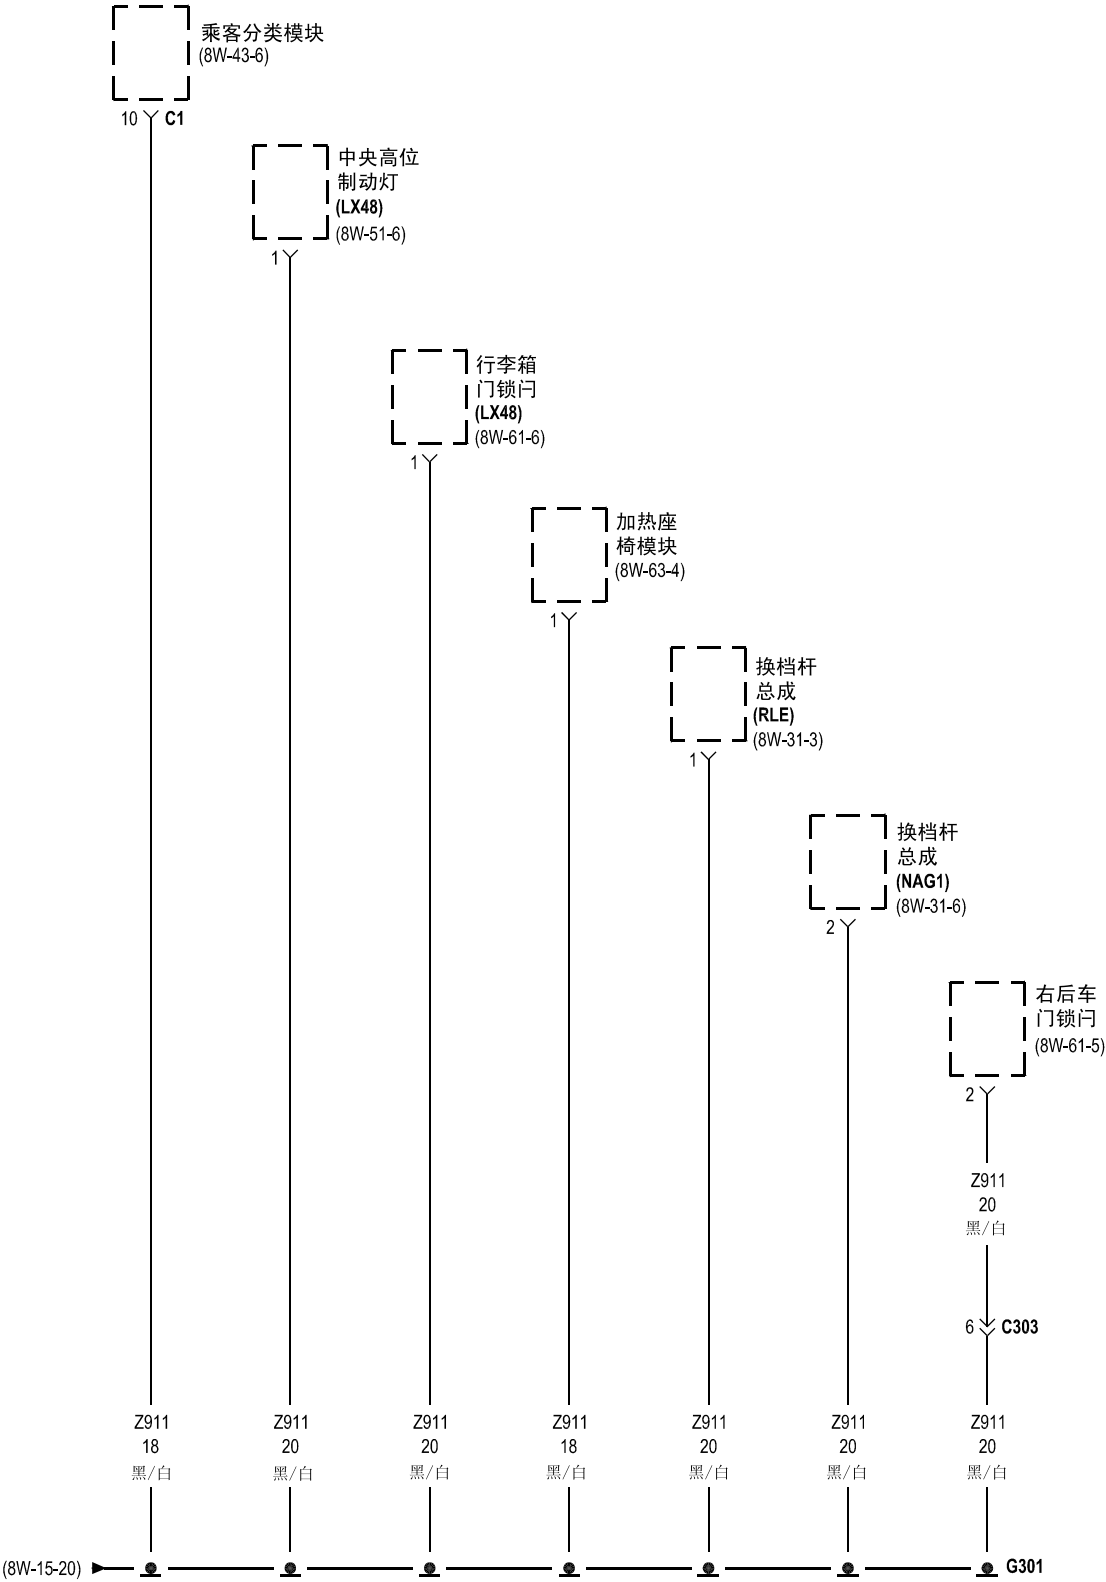 乘客分类模块
(8W-43-6)
10
C1
中央高位
制动灯
(LX48)
(8W-51-6)
1
行李箱
门锁闩
(LX48)
(8W-61-6)
1
加热座
椅模块
(8W-63-4)
1
换档杆
总成
(RLE)
(8W-31-3)
1
换档杆
总成
(NAG1)
(8W-31-6)
2
右后车
门锁闩
(8W-61-5)
2
Z911
20
黑/白
6
C303
Z911 Z911 Z911 Z911 Z911 Z911 Z911
18 20 20 18 20 20 20
黑/白 黑/白 黑/白 黑/白 黑/白 黑/白 黑/白
(8W-15-20)
G301